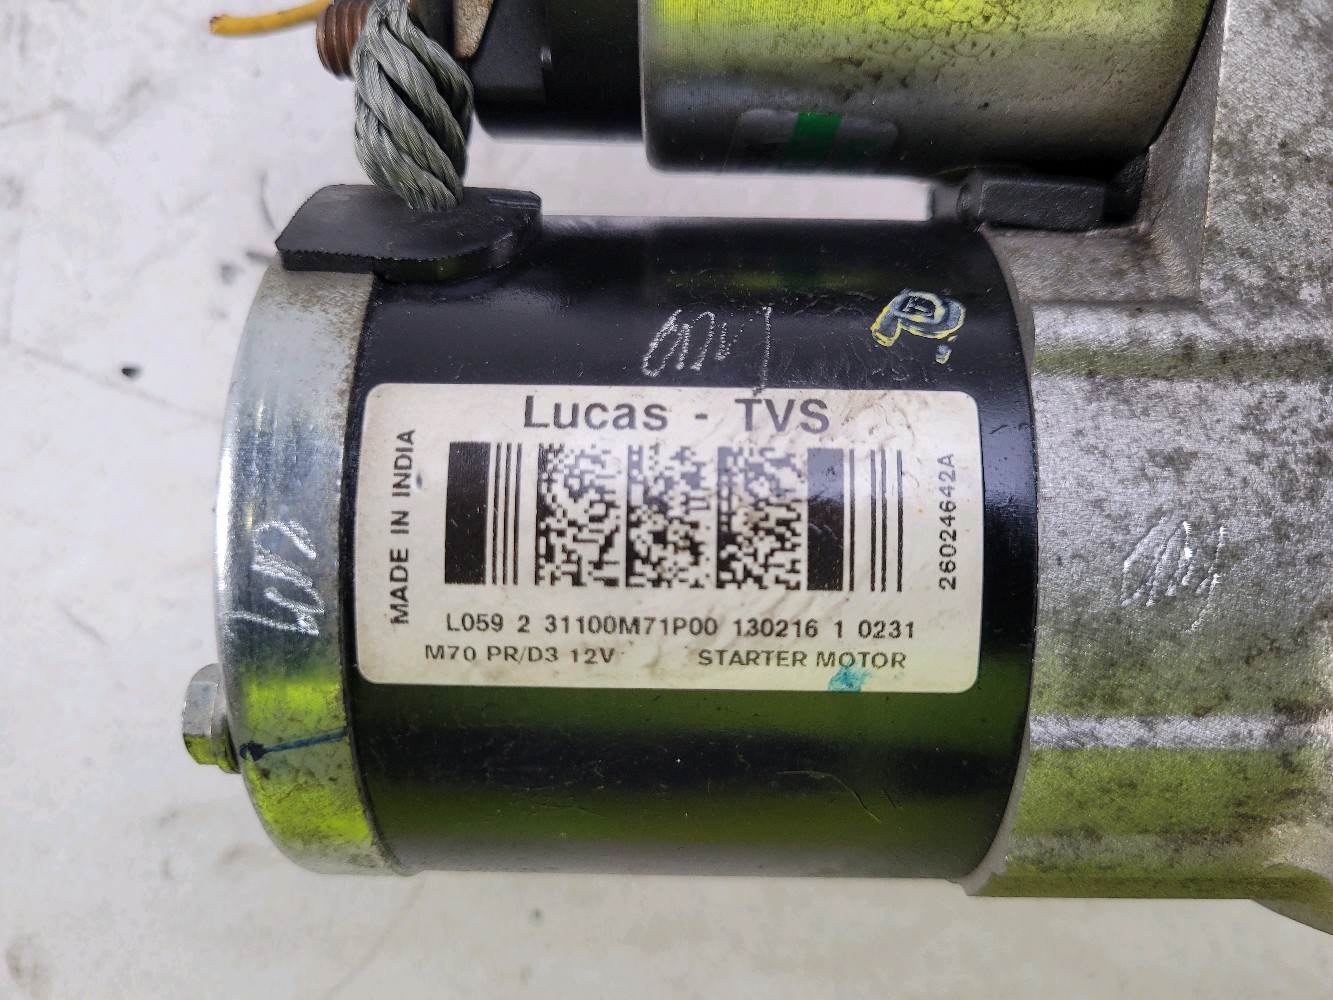 Lucas - TVS
MADE IN INDIA
26024642A
L059 2 31100M71P00 130216 1 0231
M70 PR/D3 12V STARTER MOTOR